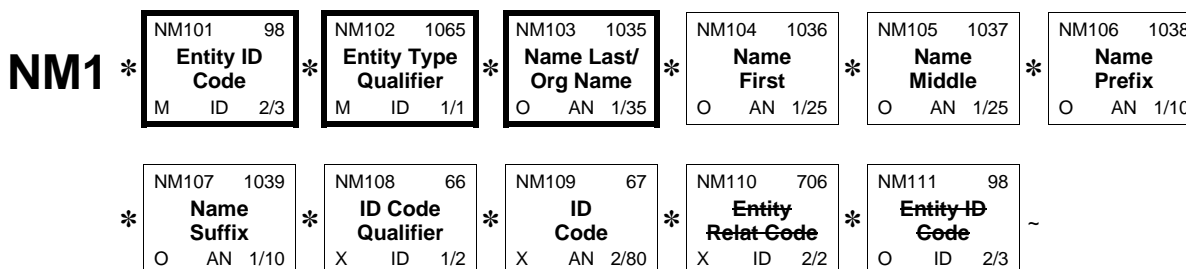 NM101 98 NM102 1065 NM103 1035 NM104 1036 NM105 1037 NM106 1038
NM1 * Entity ID Code * Entity Type Qualifier * Name Last/ Org Name * Name First * Name Middle * Name Prefix
M ID 2/3 M ID 1/1 O AN 1/35 O AN 1/25 O AN 1/25 O AN 1/10
NM107 1039 NM108 66 NM109 67 NM110 706 NM111 98
* Name Suffix * ID Code Qualifier * ID Code * Entity Relat Code * Entity ID Code ~
O AN 1/10 X ID 1/2 X AN 2/80 X ID 2/2 O ID 2/3